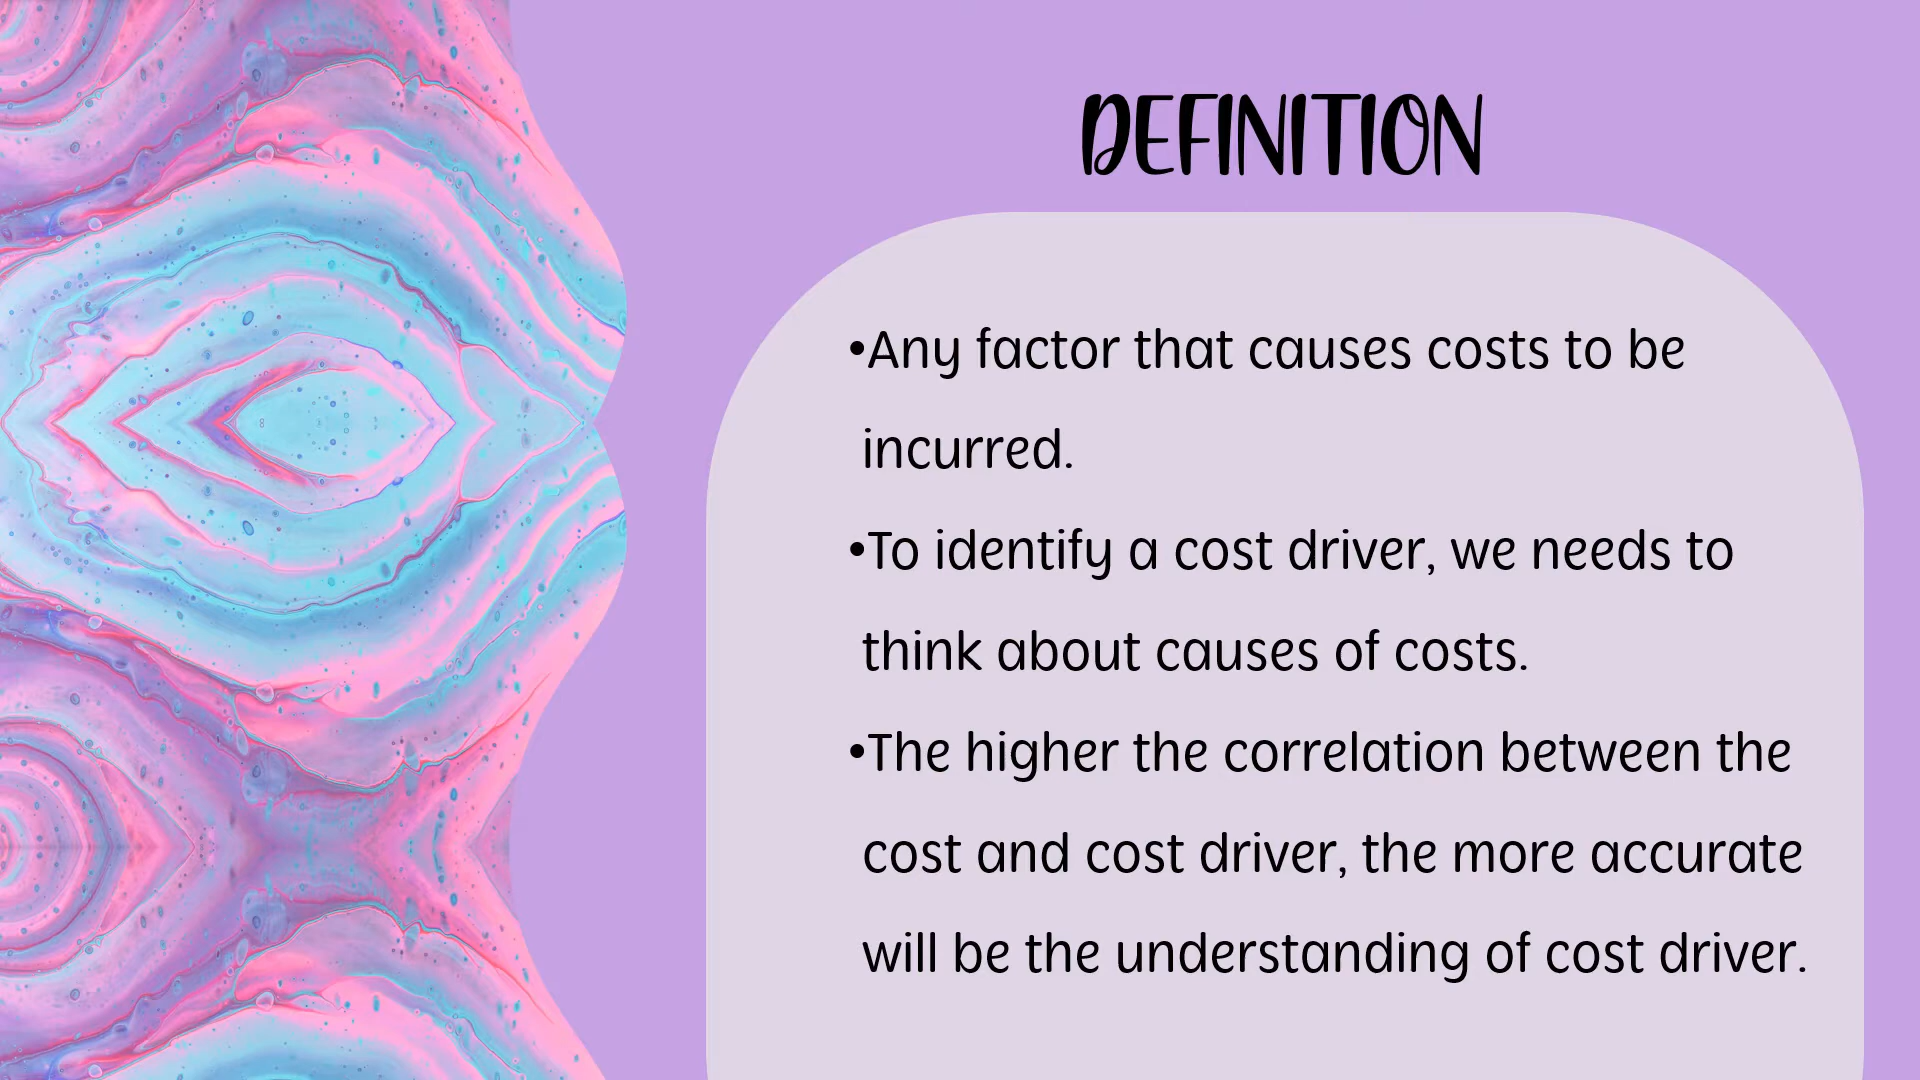 DEFINITION
•Any factor that causes costs to be
incurred.
•To identify a cost driver, we needs to
think about causes of costs.
•The higher the correlation between the
cost and cost driver, the more accurate
will be the understanding of cost driver.